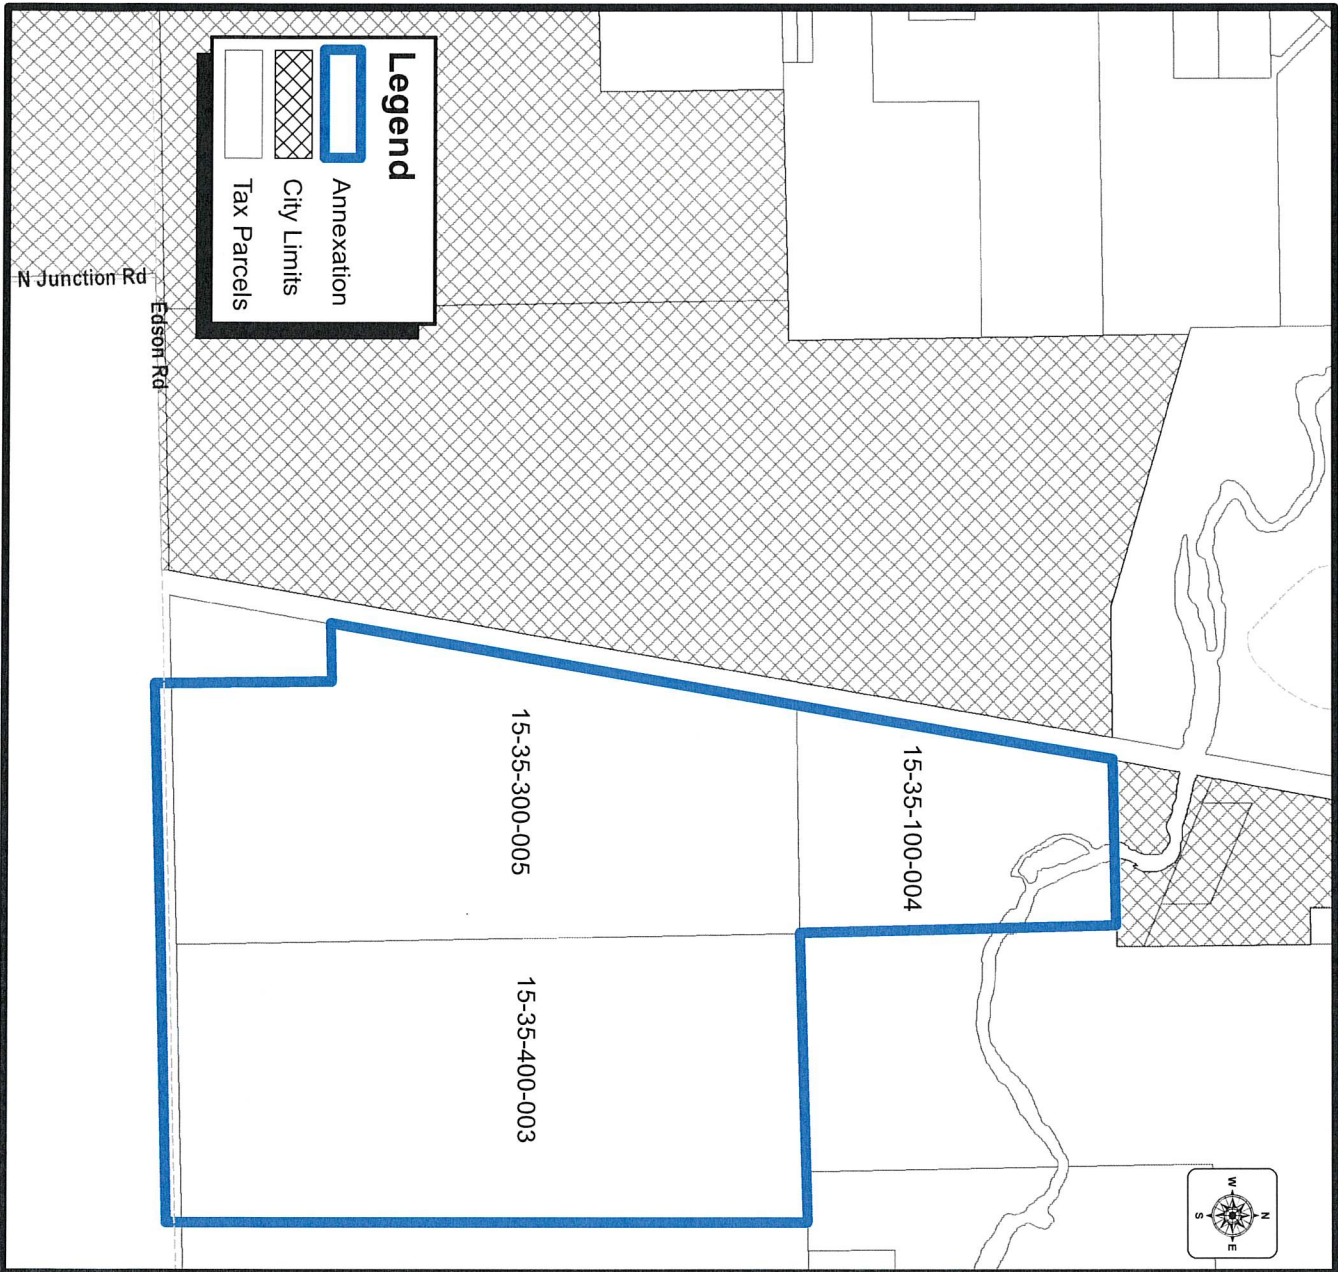 Legend
Annexation
City Limits
Tax Parcels
N Junction Rd
Edson Rd
15-35-100-004
15-35-300-005
15-35-400-003
N
W
E
S